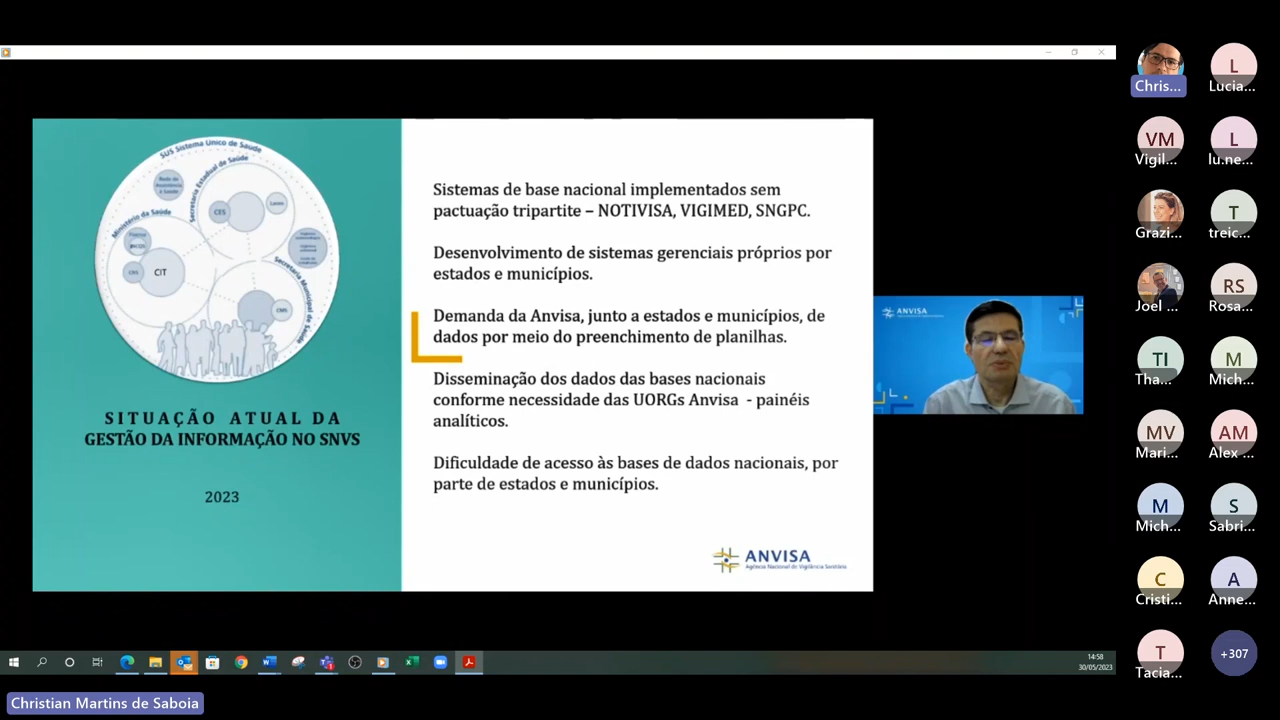 SUS Sistema Único de Saúde
Secretaria Estadual de Saúde
Ministério da Saúde
Secretaria Municipal de Saúde
CES
CIT
SITUAÇÃO ATUAL DA
GESTÃO DA INFORMAÇÃO NO SNVS
2023
Sistemas de base nacional implementados sem
pactuação tripartite – NOTIVISA, VIGIMED, SNGPC.
Desenvolvimento de sistemas gerenciais próprios por
estados e municípios.
Demanda da Anvisa, junto a estados e municípios, de
dados por meio do preenchimento de planilhas.
Disseminação dos dados das bases nacionais
conforme necessidade das UORGs Anvisa - painéis
analíticos.
Dificuldade de acesso às bases de dados nacionais, por
parte de estados e municípios.
ANVISA
Agência Nacional de Vigilância Sanitária
ANVISA
Chris...
L
Lucia...
VM
Vigil...
L
lu.ne...
Grazi...
T
treic...
Joel ...
RS
Rosa...
TI
Tha...
M
Mich...
MV
Mari...
AM
Alex ...
M
Mich...
S
Sabri...
C
Cristi...
A
Anne...
T
Tacia...
+307
14:58
30/05/2023
Christian Martins de Saboia